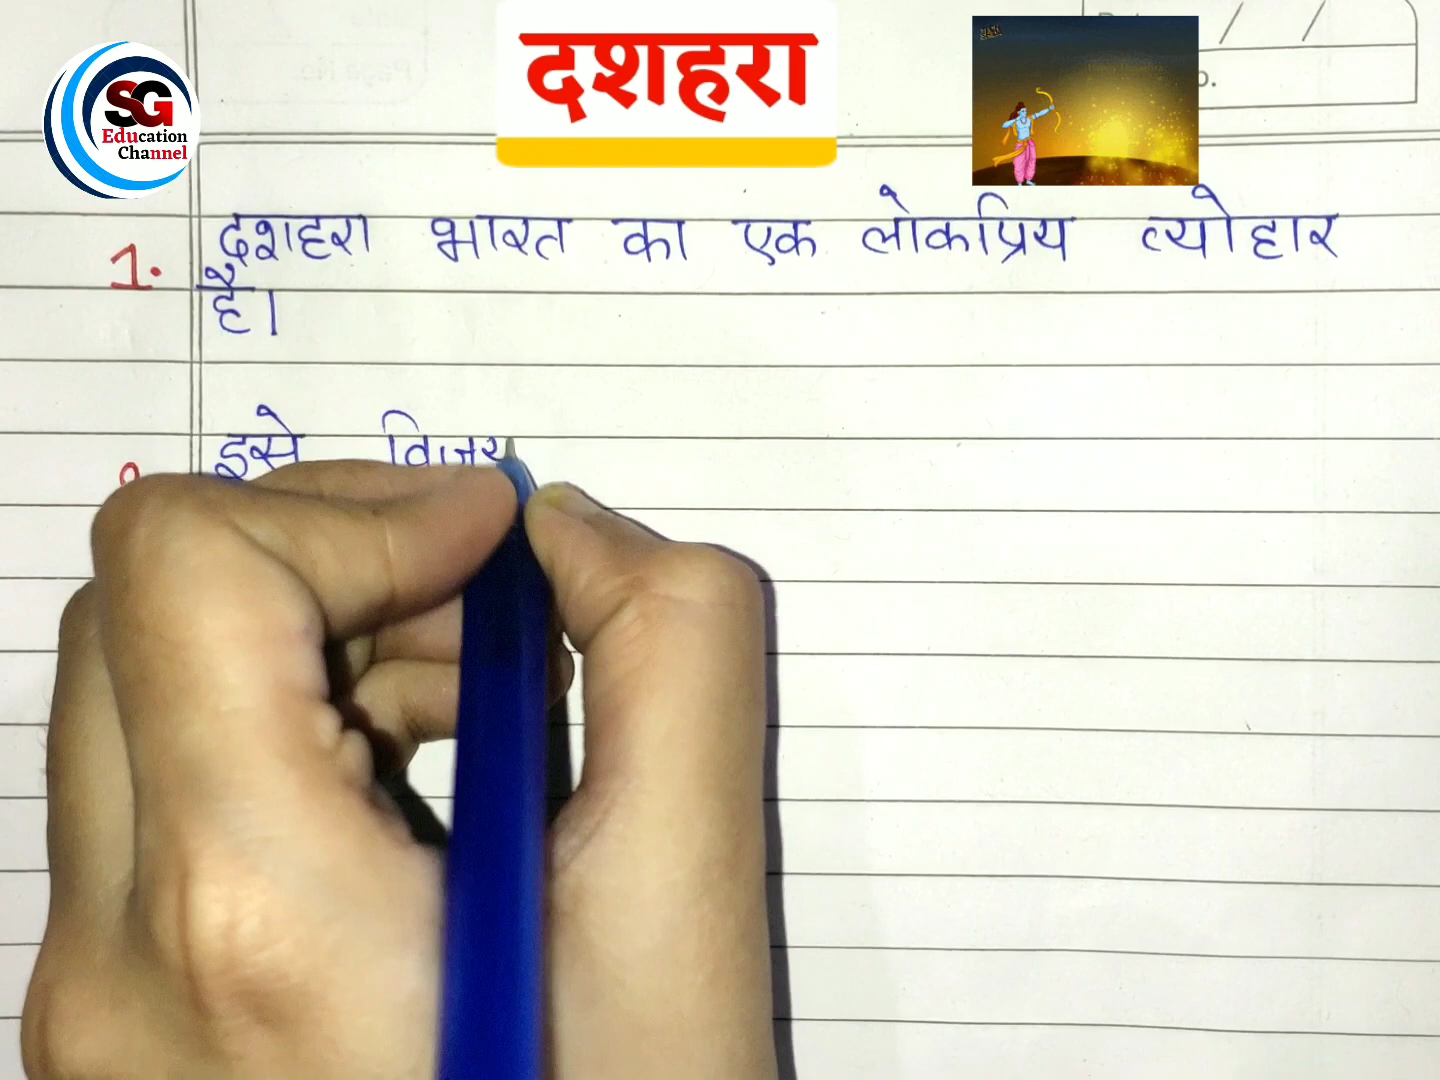 दशहरा
SG
Education
Channel
1. दशहरा भारत का एक लोकप्रिय त्योहार
है।
इसे